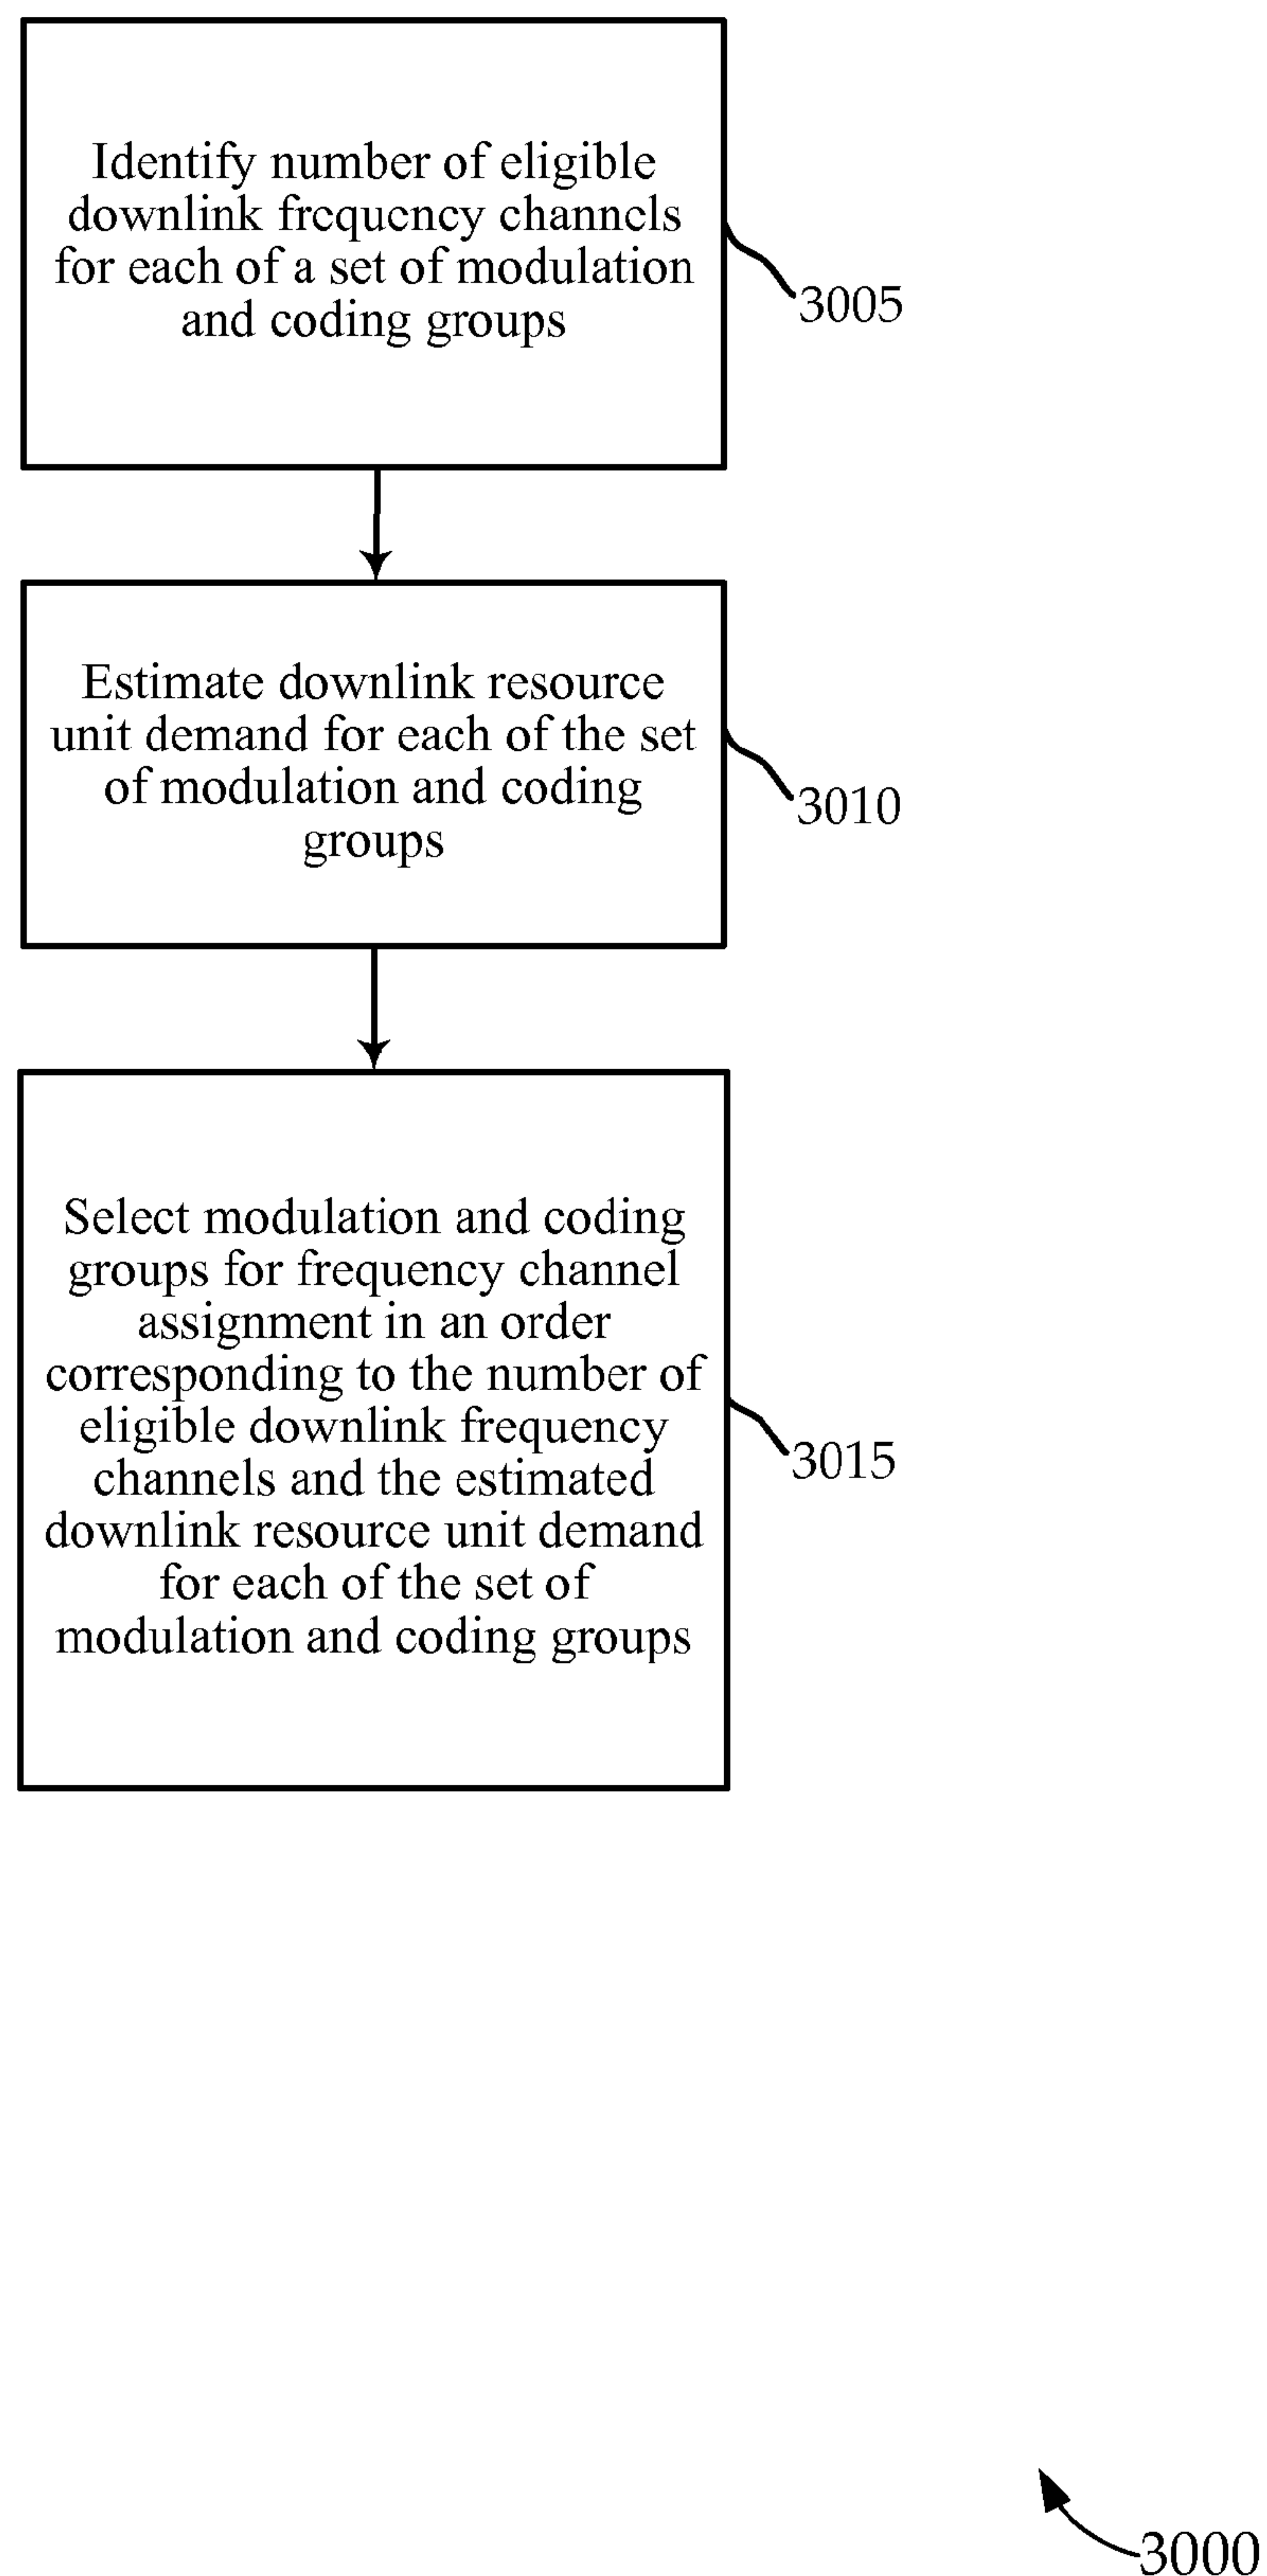 Identify number of eligible
downlink frequency channels
for each of a set of modulation
and coding groups
3005
Estimate downlink resource
unit demand for each of the set
of modulation and coding
groups
3010
Select modulation and coding
groups for frequency channel
assignment in an order
corresponding to the number of
eligible downlink frequency
channels and the estimated
downlink resource unit demand
for each of the set of
modulation and coding groups
3015
3000